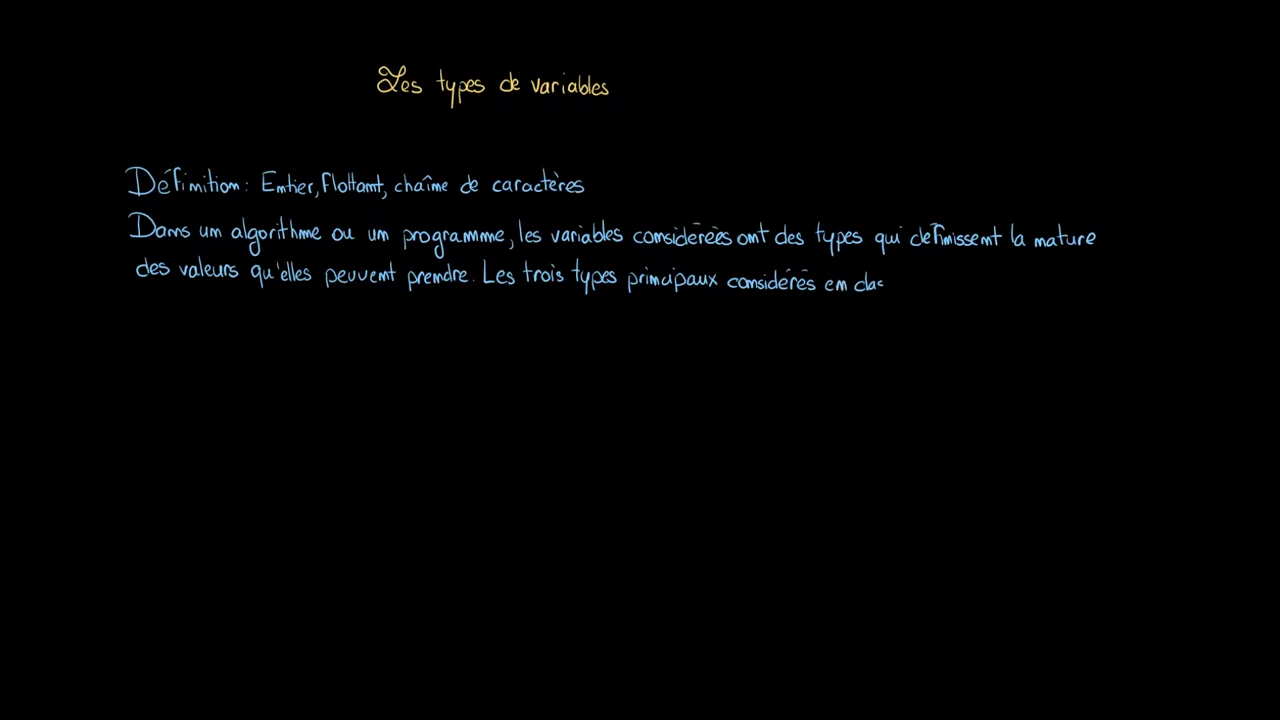 Les types de variables
Définition : Entier, flottant, chaîne de caractères
Dans un algorithme ou un programme, les variables considérées ont des types qui définissent la nature
des valeurs qu'elles peuvent prendre. Les trois types principaux considérés en clas